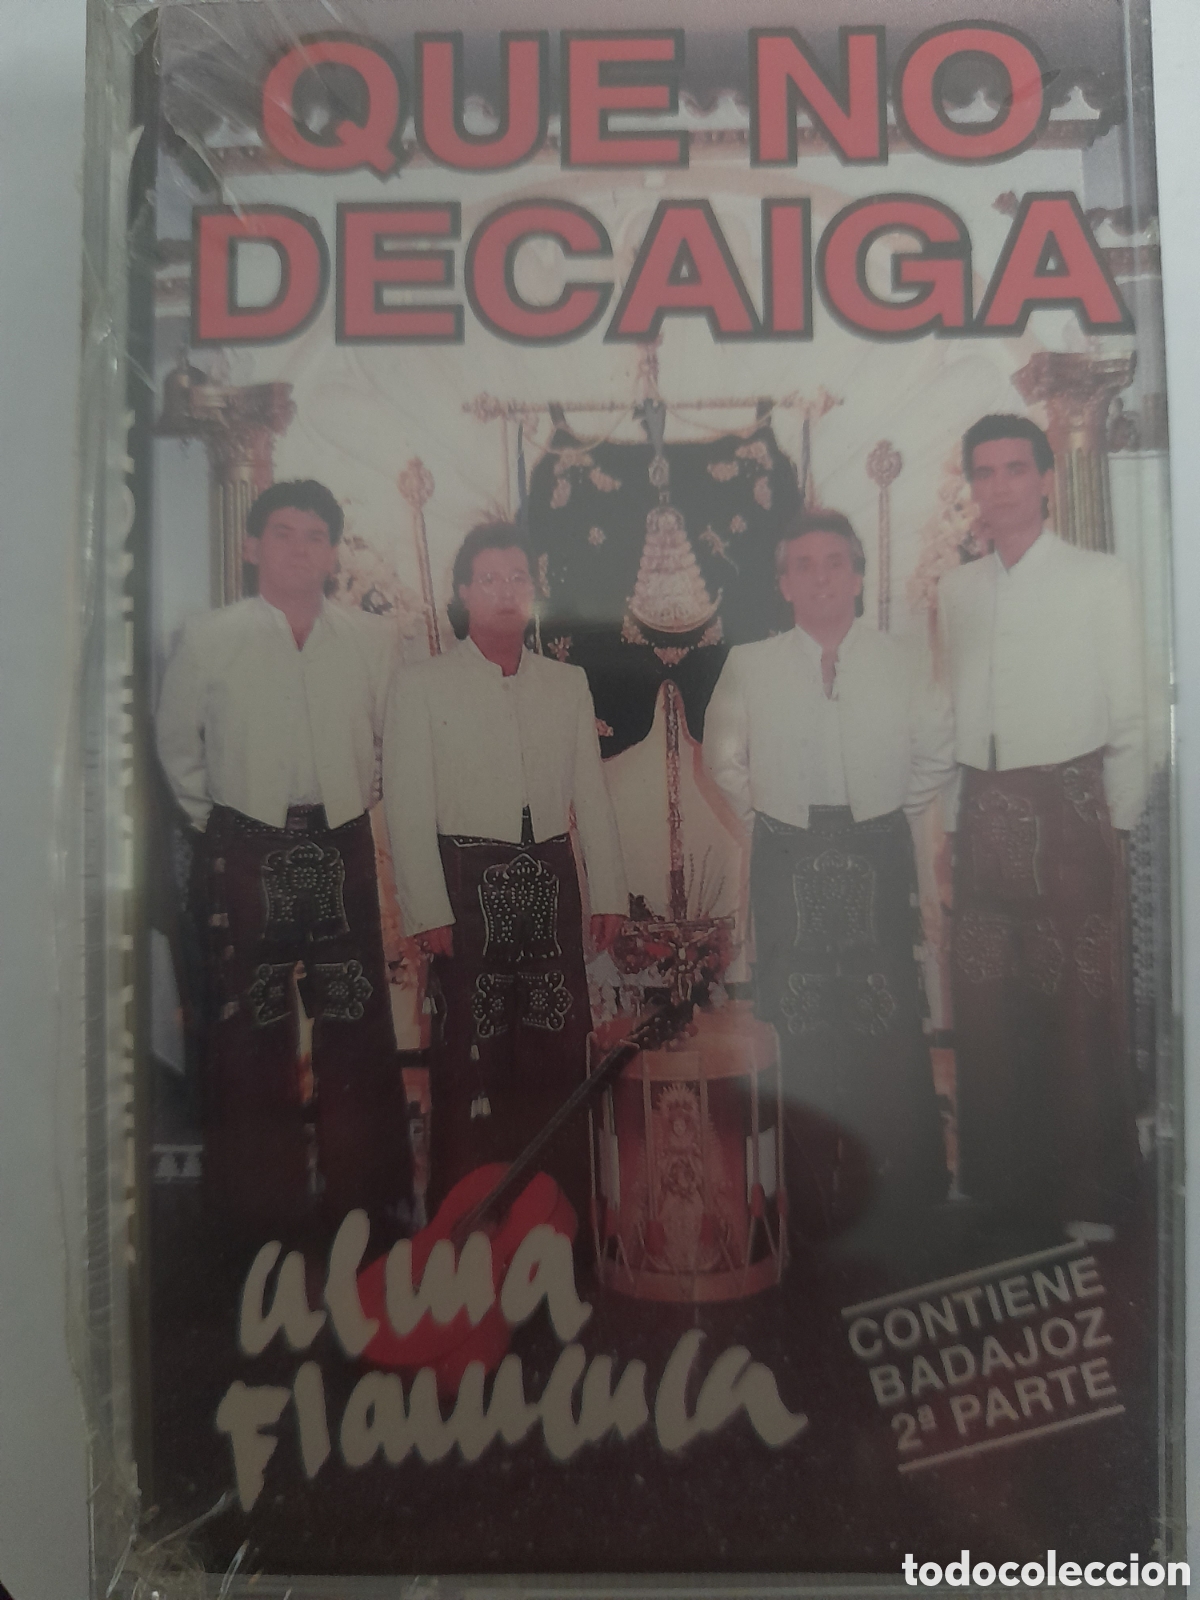 QUE NO
DECAIGA
alma
Flamenca
CONTIENE
BADAJOZ
2ª PARTE
todocoleccion